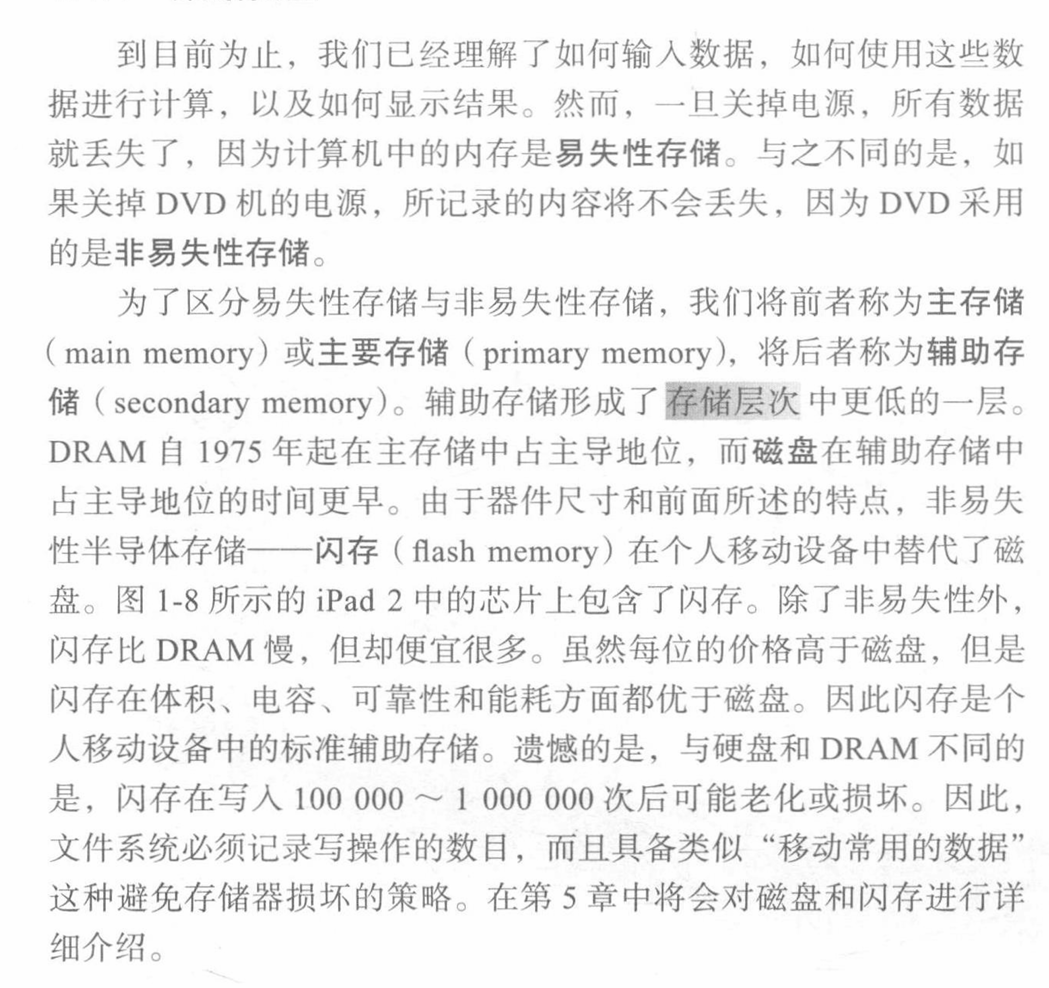 到目前为止，我们已经理解了如何输入数据，如何使用这些数
据进行计算，以及如何显示结果。然而，一旦关掉电源，所有数据
就丢失了，因为计算机中的内存是易失性存储。与之不同的是，如
果关掉 DVD 机的电源，所记录的内容将不会丢失，因为 DVD 采用
的是非易失性存储。
为了区分易失性存储与非易失性存储，我们将前者称为主存储
（main memory）或主要存储（primary memory），将后者称为辅助存
储（secondary memory）。辅助存储形成了存储层次中更低的一层。
DRAM 自 1975 年起在主存储中占主导地位，而磁盘在辅助存储中
占主导地位的时间更早。由于器件尺寸和前面所述的特点，非易失
性半导体存储——闪存（flash memory）在个人移动设备中替代了磁
盘。图 1-8 所示的 iPad 2 中的芯片上包含了闪存。除了非易失性外，
闪存比 DRAM 慢，但却便宜很多。虽然每位的价格高于磁盘，但是
闪存在体积、电容、可靠性和能耗方面都优于磁盘。因此闪存是个
人移动设备中的标准辅助存储。遗憾的是，与硬盘和 DRAM 不同的
是，闪存在写入 100 000 ～ 1 000 000 次后可能老化或损坏。因此，
文件系统必须记录写操作的数目，而且具备类似“移动常用的数据”
这种避免存储器损坏的策略。在第 5 章中将会对磁盘和闪存进行详
细介绍。